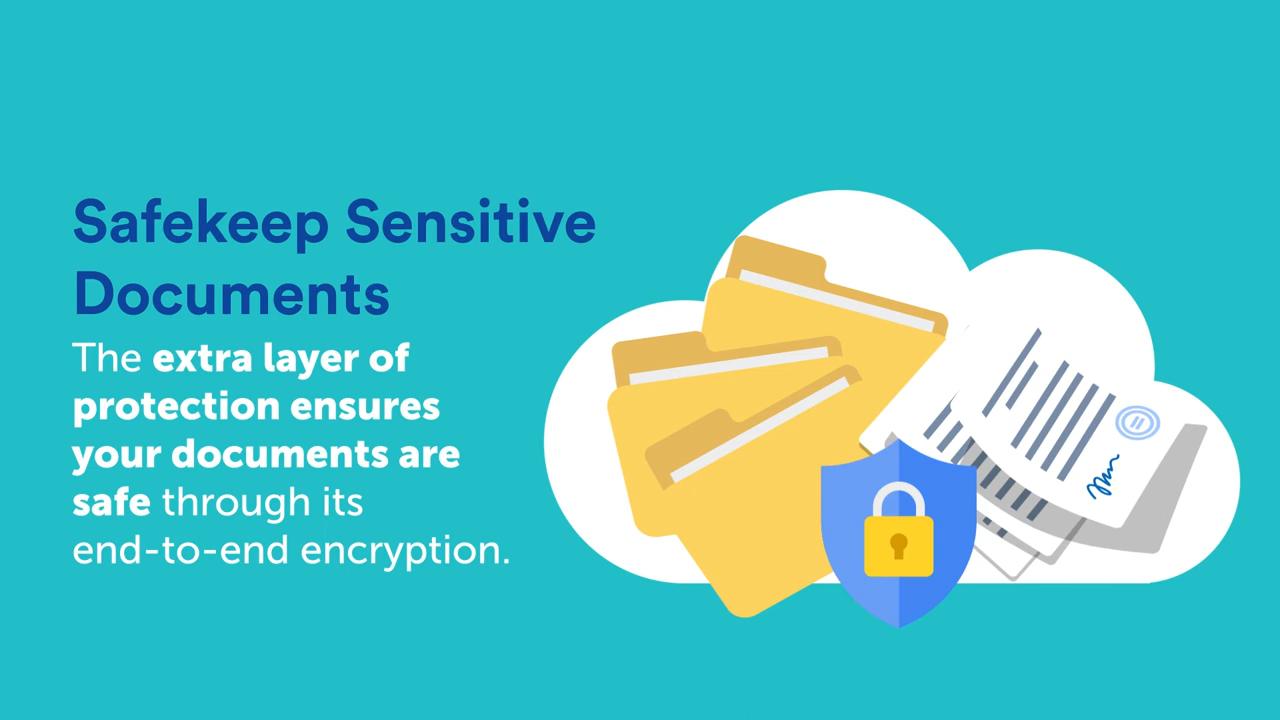 Safekeep Sensitive
Documents
The extra layer of
protection ensures
your documents are
safe through its
end-to-end encryption.